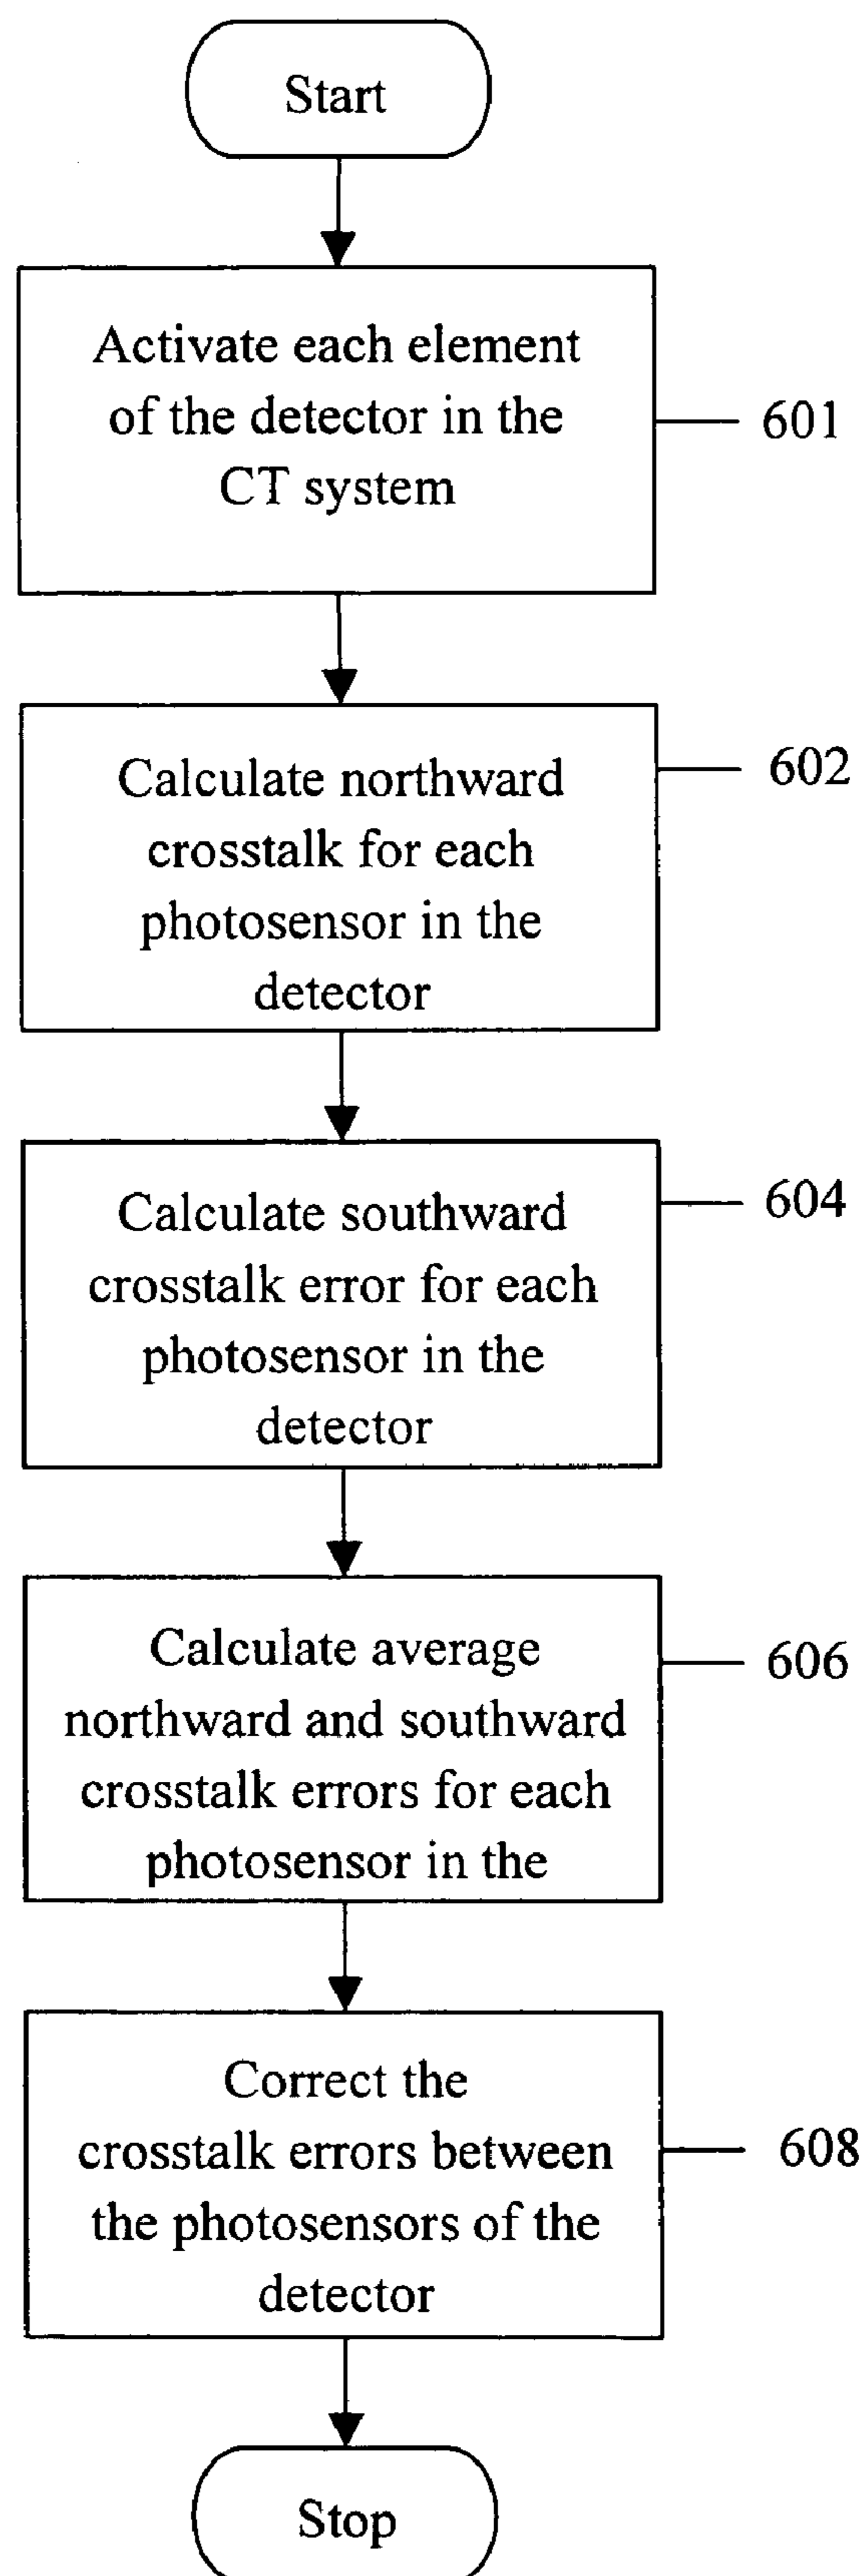 Start
Activate each element
of the detector in the
CT system
601
Calculate northward
crosstalk for each
photosensor in the
detector
602
Calculate southward
crosstalk error for each
photosensor in the
detector
604
Calculate average
northward and southward
crosstalk errors for each
photosensor in the
606
Correct the
crosstalk errors between
the photosensors of the
detector
608
Stop